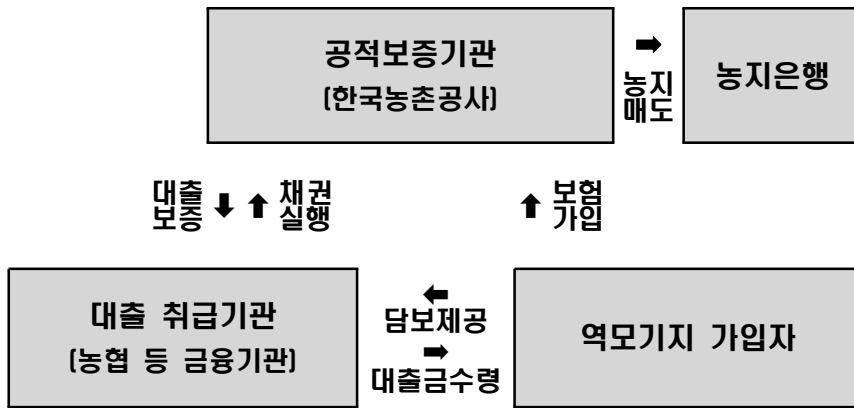 공적보증기관
(한국농촌공사)
➡
농지
매도
농지은행
대출
보증
⬇ ⬆
채권
실행
⬆
보험
가입
대출 취급기관
(농협 등 금융기관)
⬅
담보제공
➡
대출금수령
역모기지 가입자